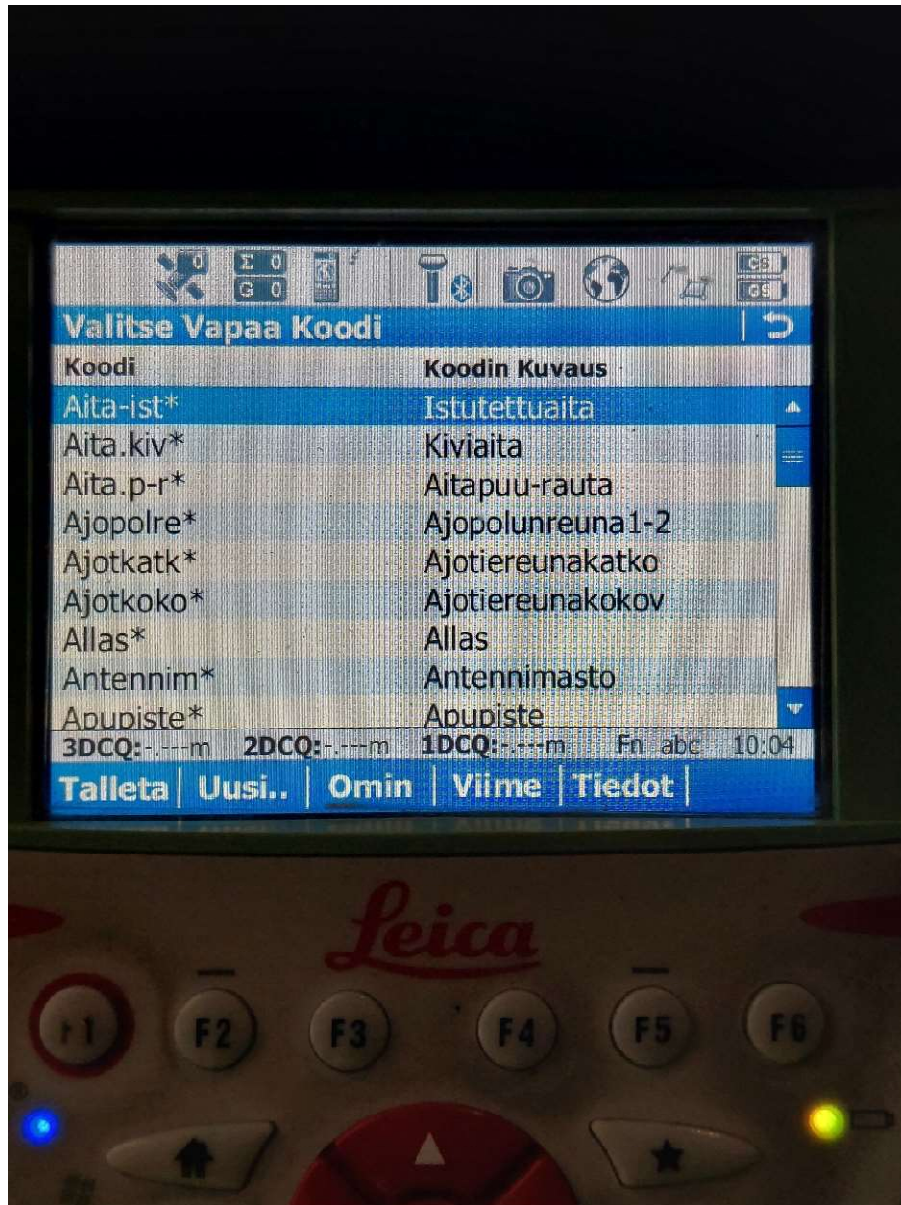 0
Σ 0
G 0
CS
GS
Valitse Vapaa Koodi
Koodi Koodin Kuvaus
Aita-ist* Istutettuaita
Aita.kiv* Kiviaita
Aita.p-r* Aitapuu-rauta
Ajopolre* Ajopolunreuna1-2
Ajotkatk* Ajotiereunakatko
Ajotkoko* Ajotiereunakokov
Allas* Allas
Antennim* Antennimasto
Apupiste* Apupiste
3DCQ:-.---m 2DCQ:-.---m 1DCQ:-.---m Fn abc 10:04
Talleta Uusi.. Omin Viime Tiedot
Leica
F1 F2 F3 F4 F5 F6